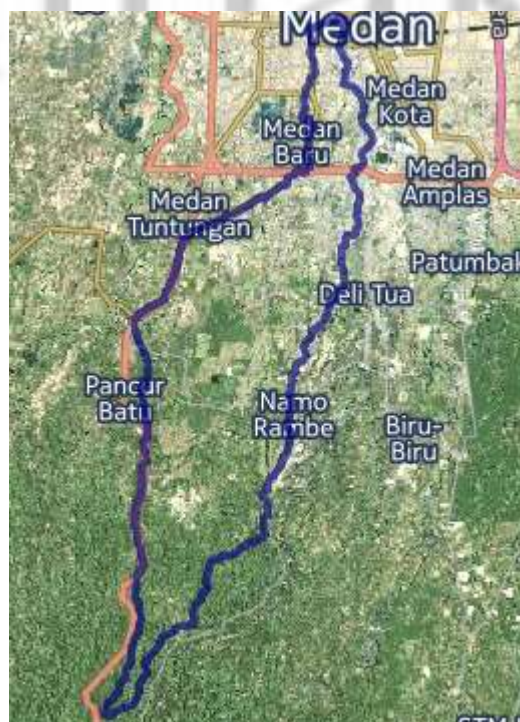 Medan
Medan
Kota
Medan
Baru
Medan
Amplas
Medan
Tuntungan
Patumbak
Deli Tua
Pancur
Batu
Namo
Rambe
Biru-
Biru